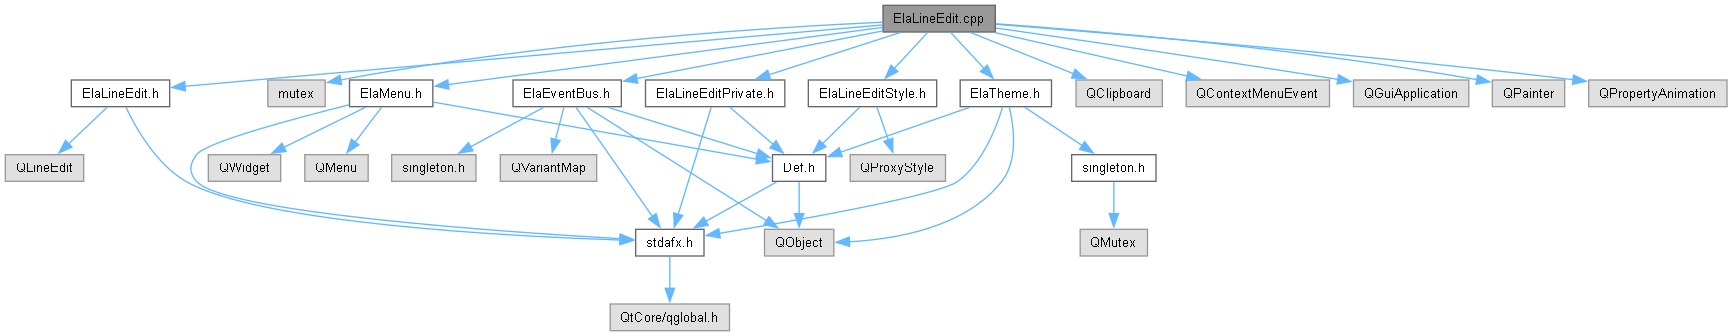 ElaLineEdit.cpp
ElaLineEdit.h
mutex
ElaMenu.h
ElaEventBus.h
ElaLineEditPrivate.h
ElaLineEditStyle.h
ElaTheme.h
QClipboard
QContextMenuEvent
QGuiApplication
QPainter
QPropertyAnimation
QLineEdit
QWidget
QMenu
singleton.h
QVariantMap
Def.h
QProxyStyle
singleton.h
stdafx.h
QObject
QMutex
QtCore/qglobal.h